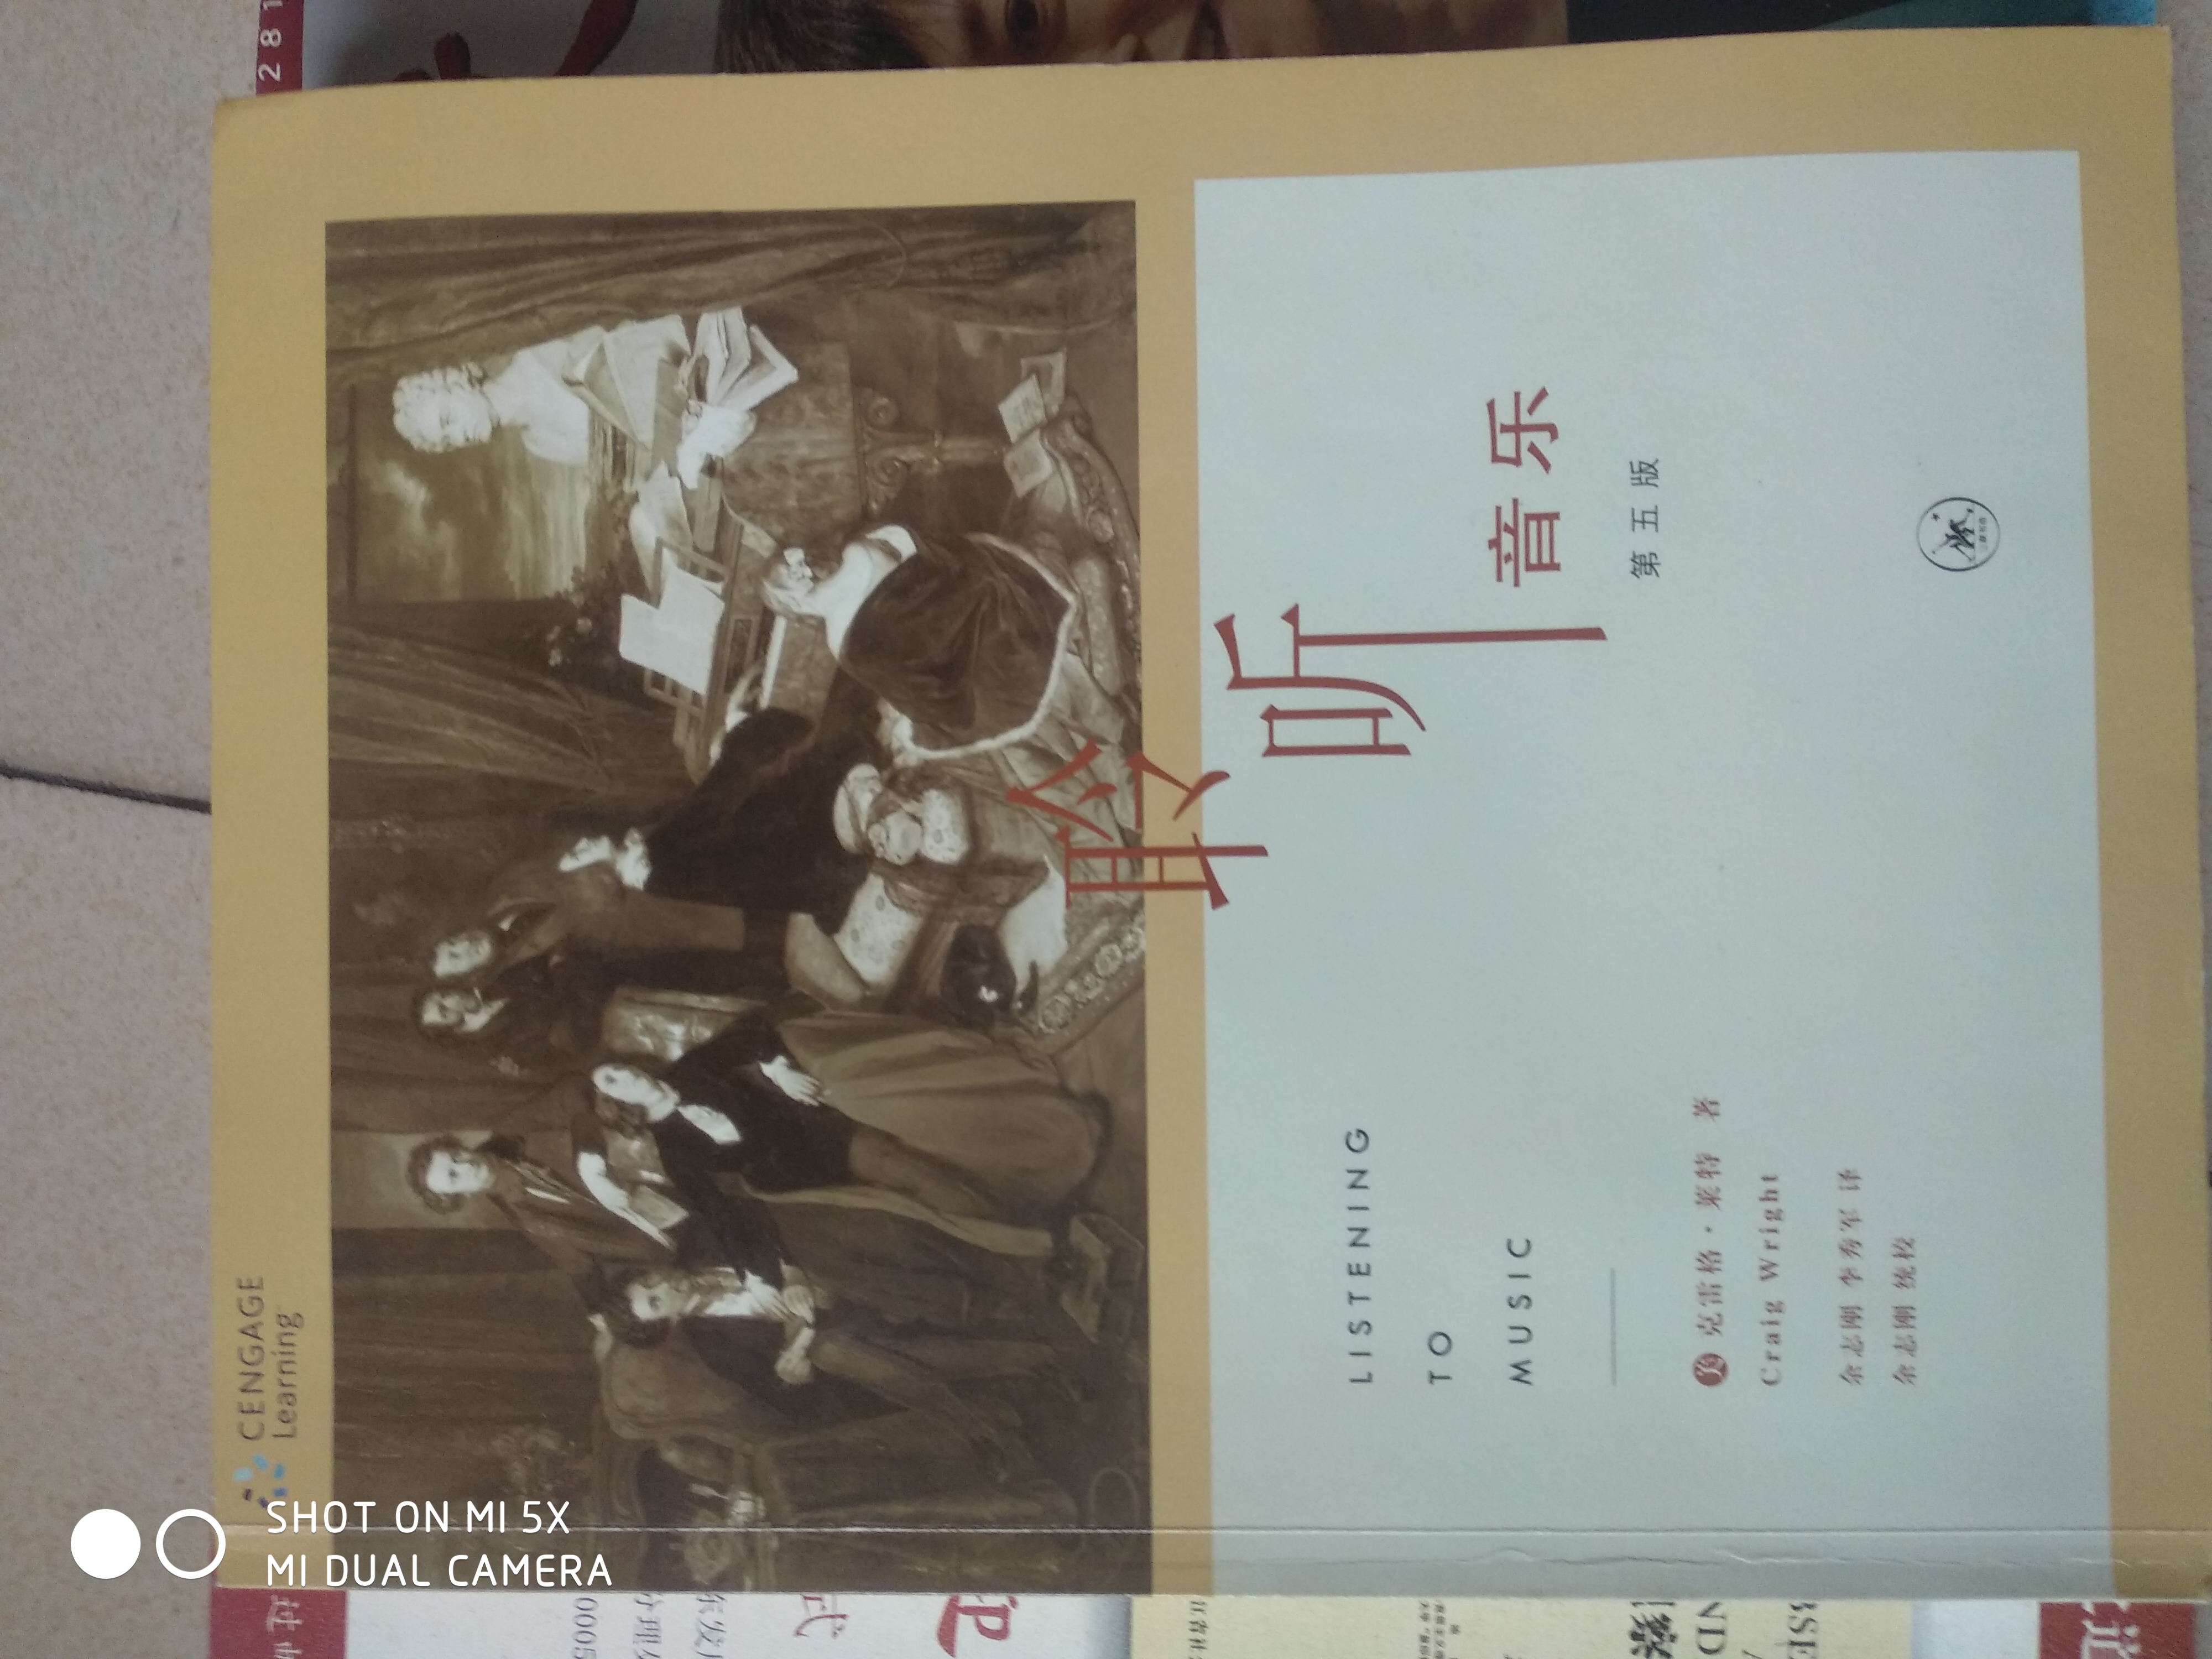 CENGAGE
Learning
聆听
音乐
第五版
LISTENING
TO
MUSIC
美 克雷格·莱特 著
Craig Wright
余志刚 李秀军 译
余志刚 统校
281
0005
SHOT ON MI 5X
MI DUAL CAMERA